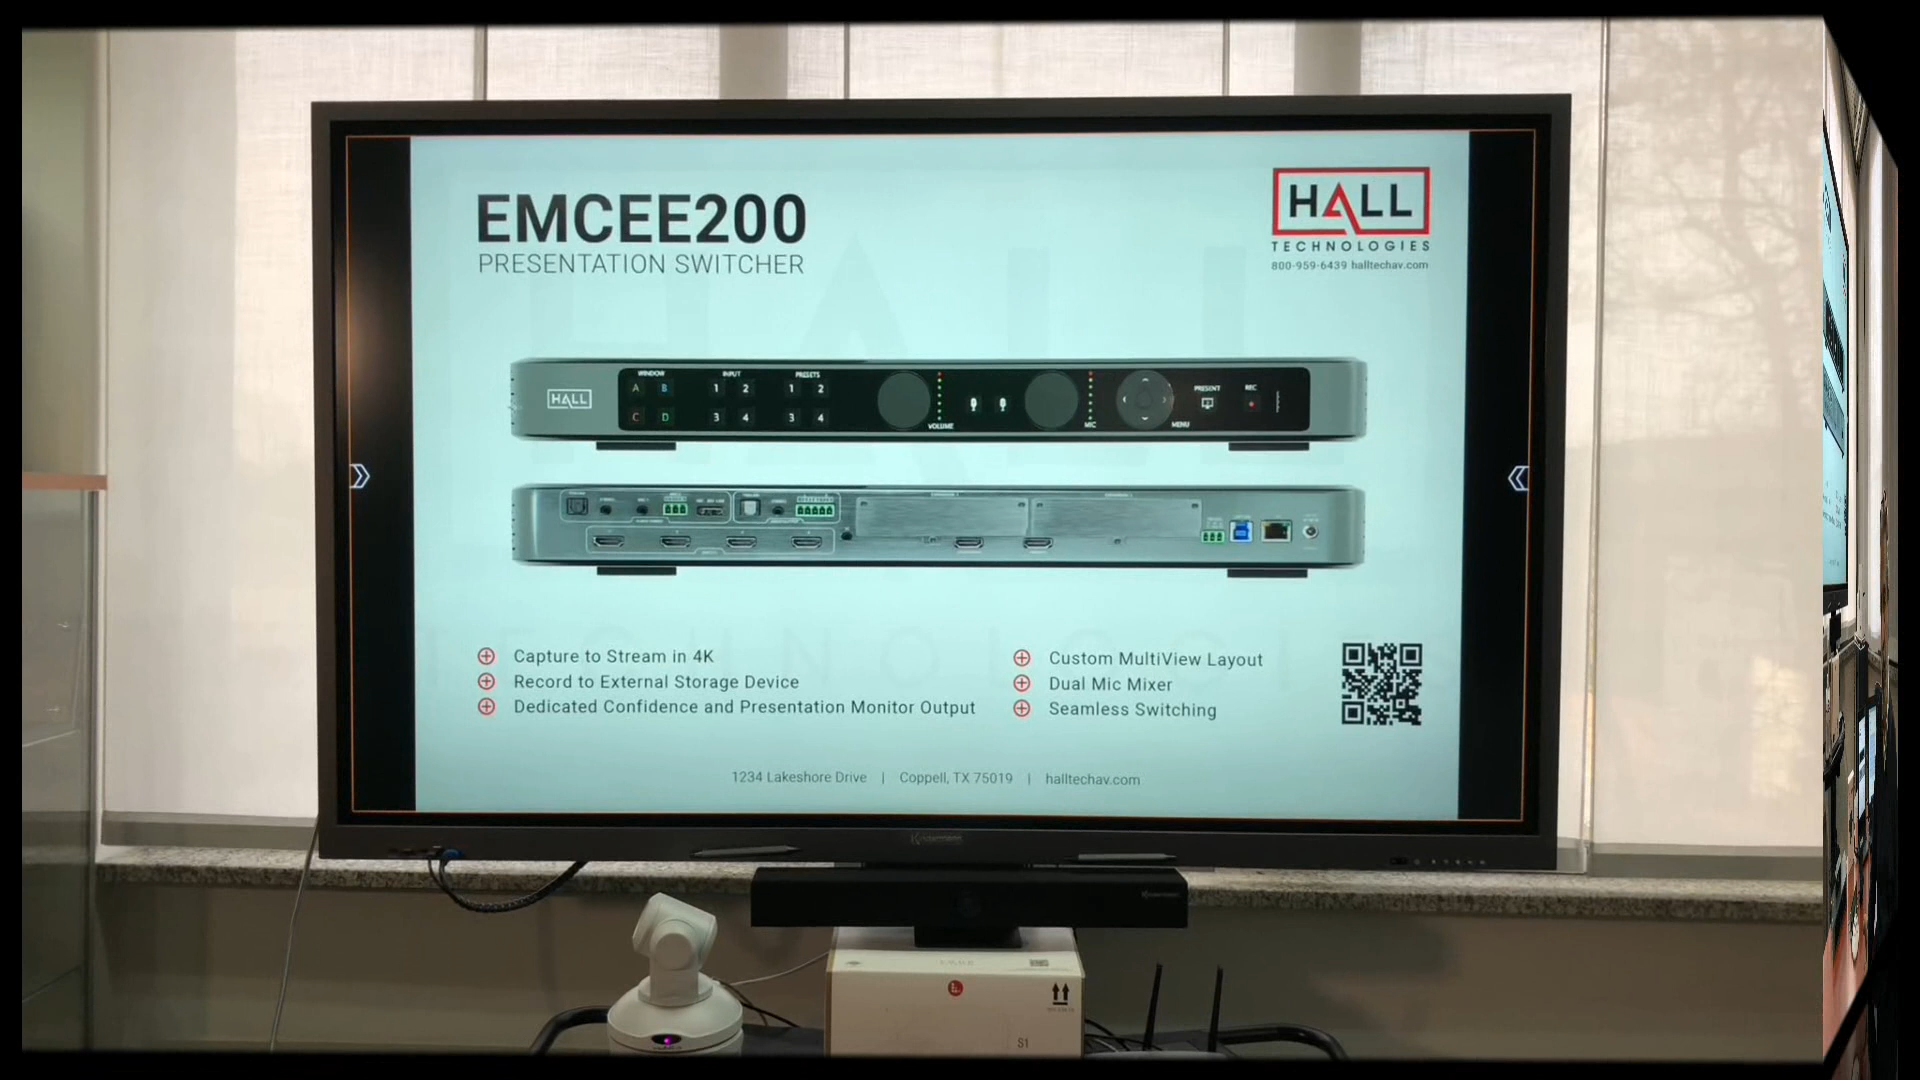 EMCEE200
PRESENTATION SWITCHER
HALL
TECHNOLOGIES
800-959-6439 halltechav.com
HALL
WINDOW
A B
C D
INPUT
1 2
3 4
PRESETS
1 2
3 4
VOLUME
MIC
MENU
PRESENT
REC
Capture to Stream in 4K
Record to External Storage Device
Dedicated Confidence and Presentation Monitor Output
Custom MultiView Layout
Dual Mic Mixer
Seamless Switching
1234 Lakeshore Drive | Coppell, TX 75019 | halltechav.com
S1